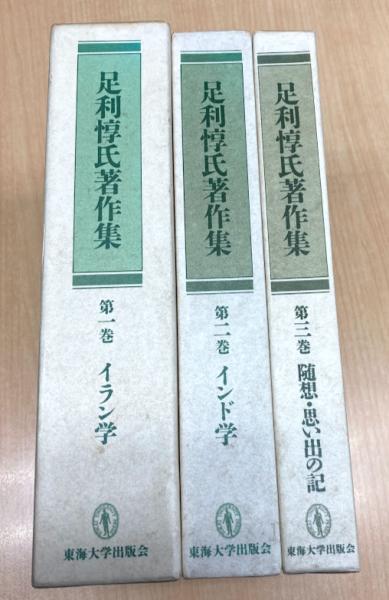 足利惇氏著作集
第一巻 イラン学
東海大学出版会
足利惇氏著作集
第二巻 インド学
東海大学出版会
足利惇氏著作集
第三巻 随想・思い出の記
東海大学出版会